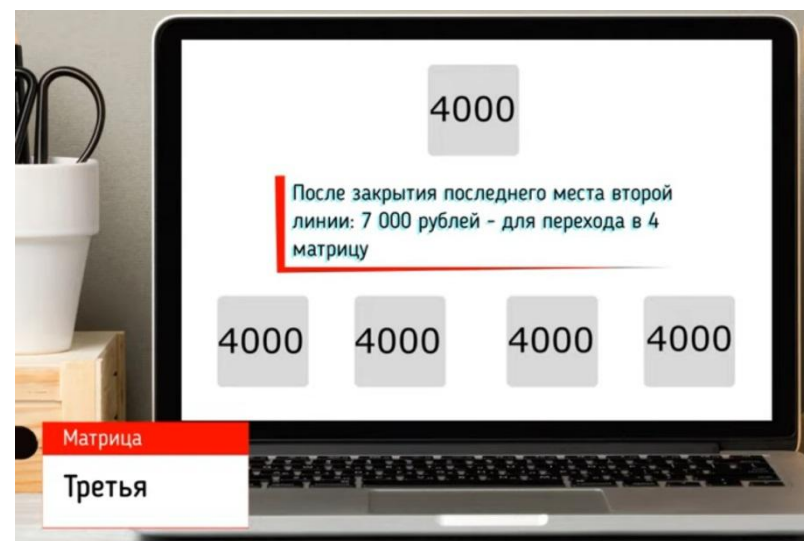 4000
После закрытия последнего места второй
линии: 7 000 рублей - для перехода в 4
матрицу
4000 4000 4000 4000
Матрица
Третья